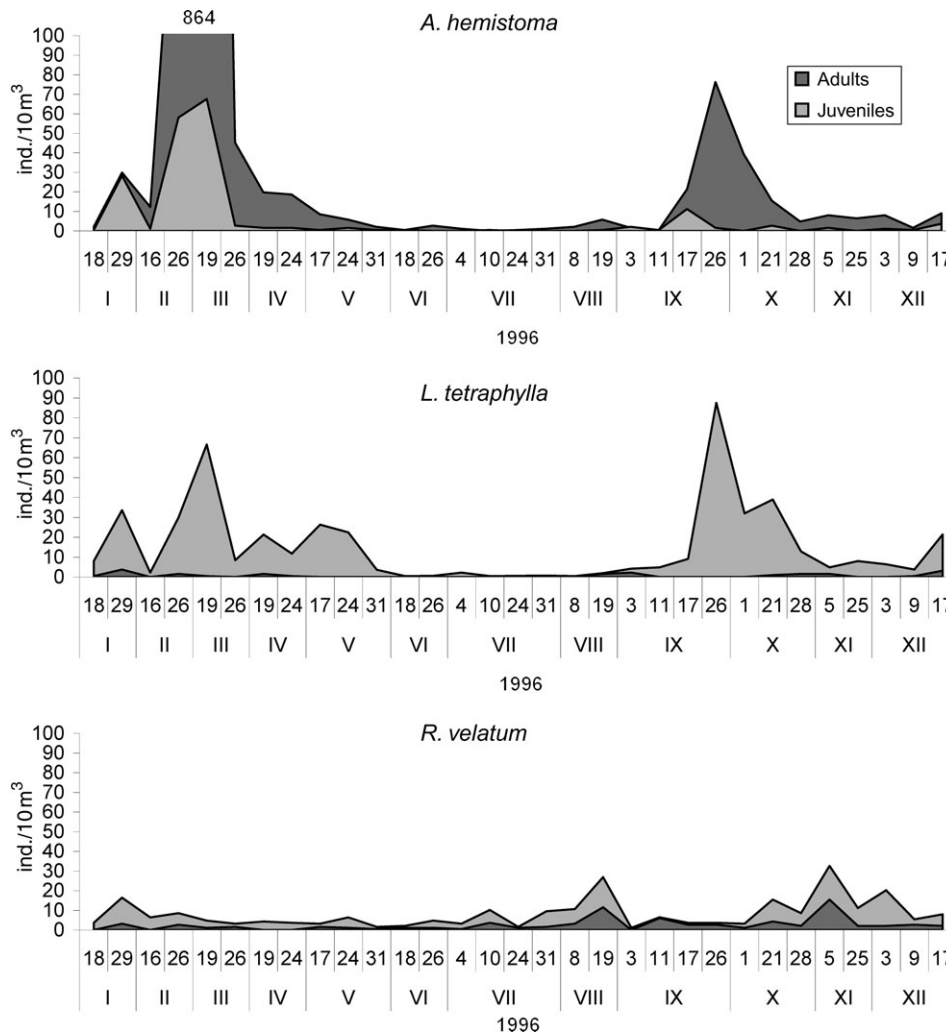 864
A. hemistoma
100
90
80
70
60
50
40
30
20
10
0
ind./10m³
Adults
Juveniles
18 29 16 26 19 26 19 24 17 24 31 18 26 4 10 24 31 8 19 3 11 17 26 1 21 28 5 25 3 9 17
I II III IV V VI VII VIII IX X XI XII
1996
L. tetraphylla
100
90
80
70
60
50
40
30
20
10
0
ind./10m³
18 29 16 26 19 26 19 24 17 24 31 18 26 4 10 24 31 8 19 3 11 17 26 1 21 28 5 25 3 9 17
I II III IV V VI VII VIII IX X XI XII
1996
R. velatum
100
90
80
70
60
50
40
30
20
10
0
ind./10m³
18 29 16 26 19 26 19 24 17 24 31 18 26 4 10 24 31 8 19 3 11 17 26 1 21 28 5 25 3 9 17
I II III IV V VI VII VIII IX X XI XII
1996